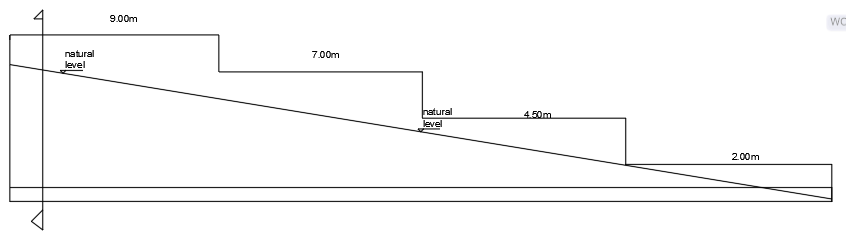 9.00m
WC
natural
level
7.00m
natural
level
4.50m
2.00m